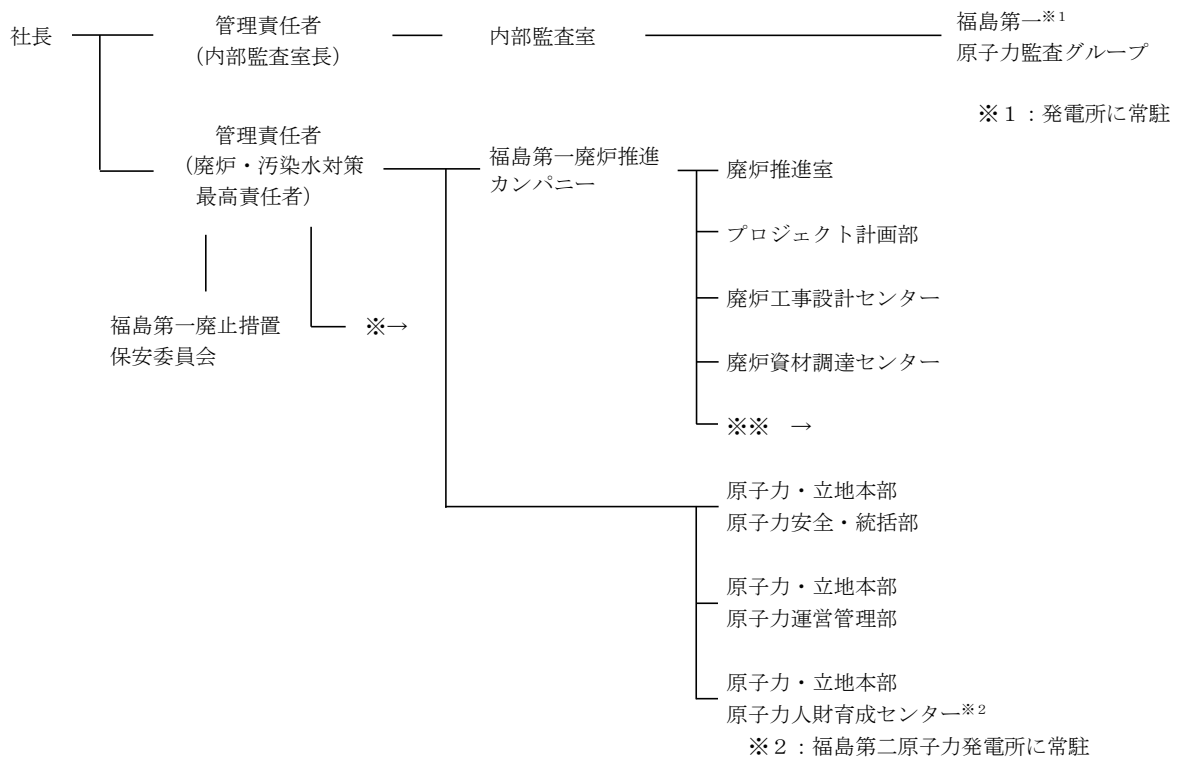 社長
管理責任者
(内部監査室長)
内部監査室
福島第一※1
原子力監査グループ
※1:発電所に常駐
管理責任者
(廃炉・汚染水対策
最高責任者)
福島第一廃炉推進
カンパニー
廃炉推進室
プロジェクト計画部
廃炉工事設計センター
廃炉資材調達センター
※※ →
福島第一廃止措置
保安委員会
※→
原子力・立地本部
原子力安全・統括部
原子力・立地本部
原子力運営管理部
原子力・立地本部
原子力人財育成センター※2
※2:福島第二原子力発電所に常駐